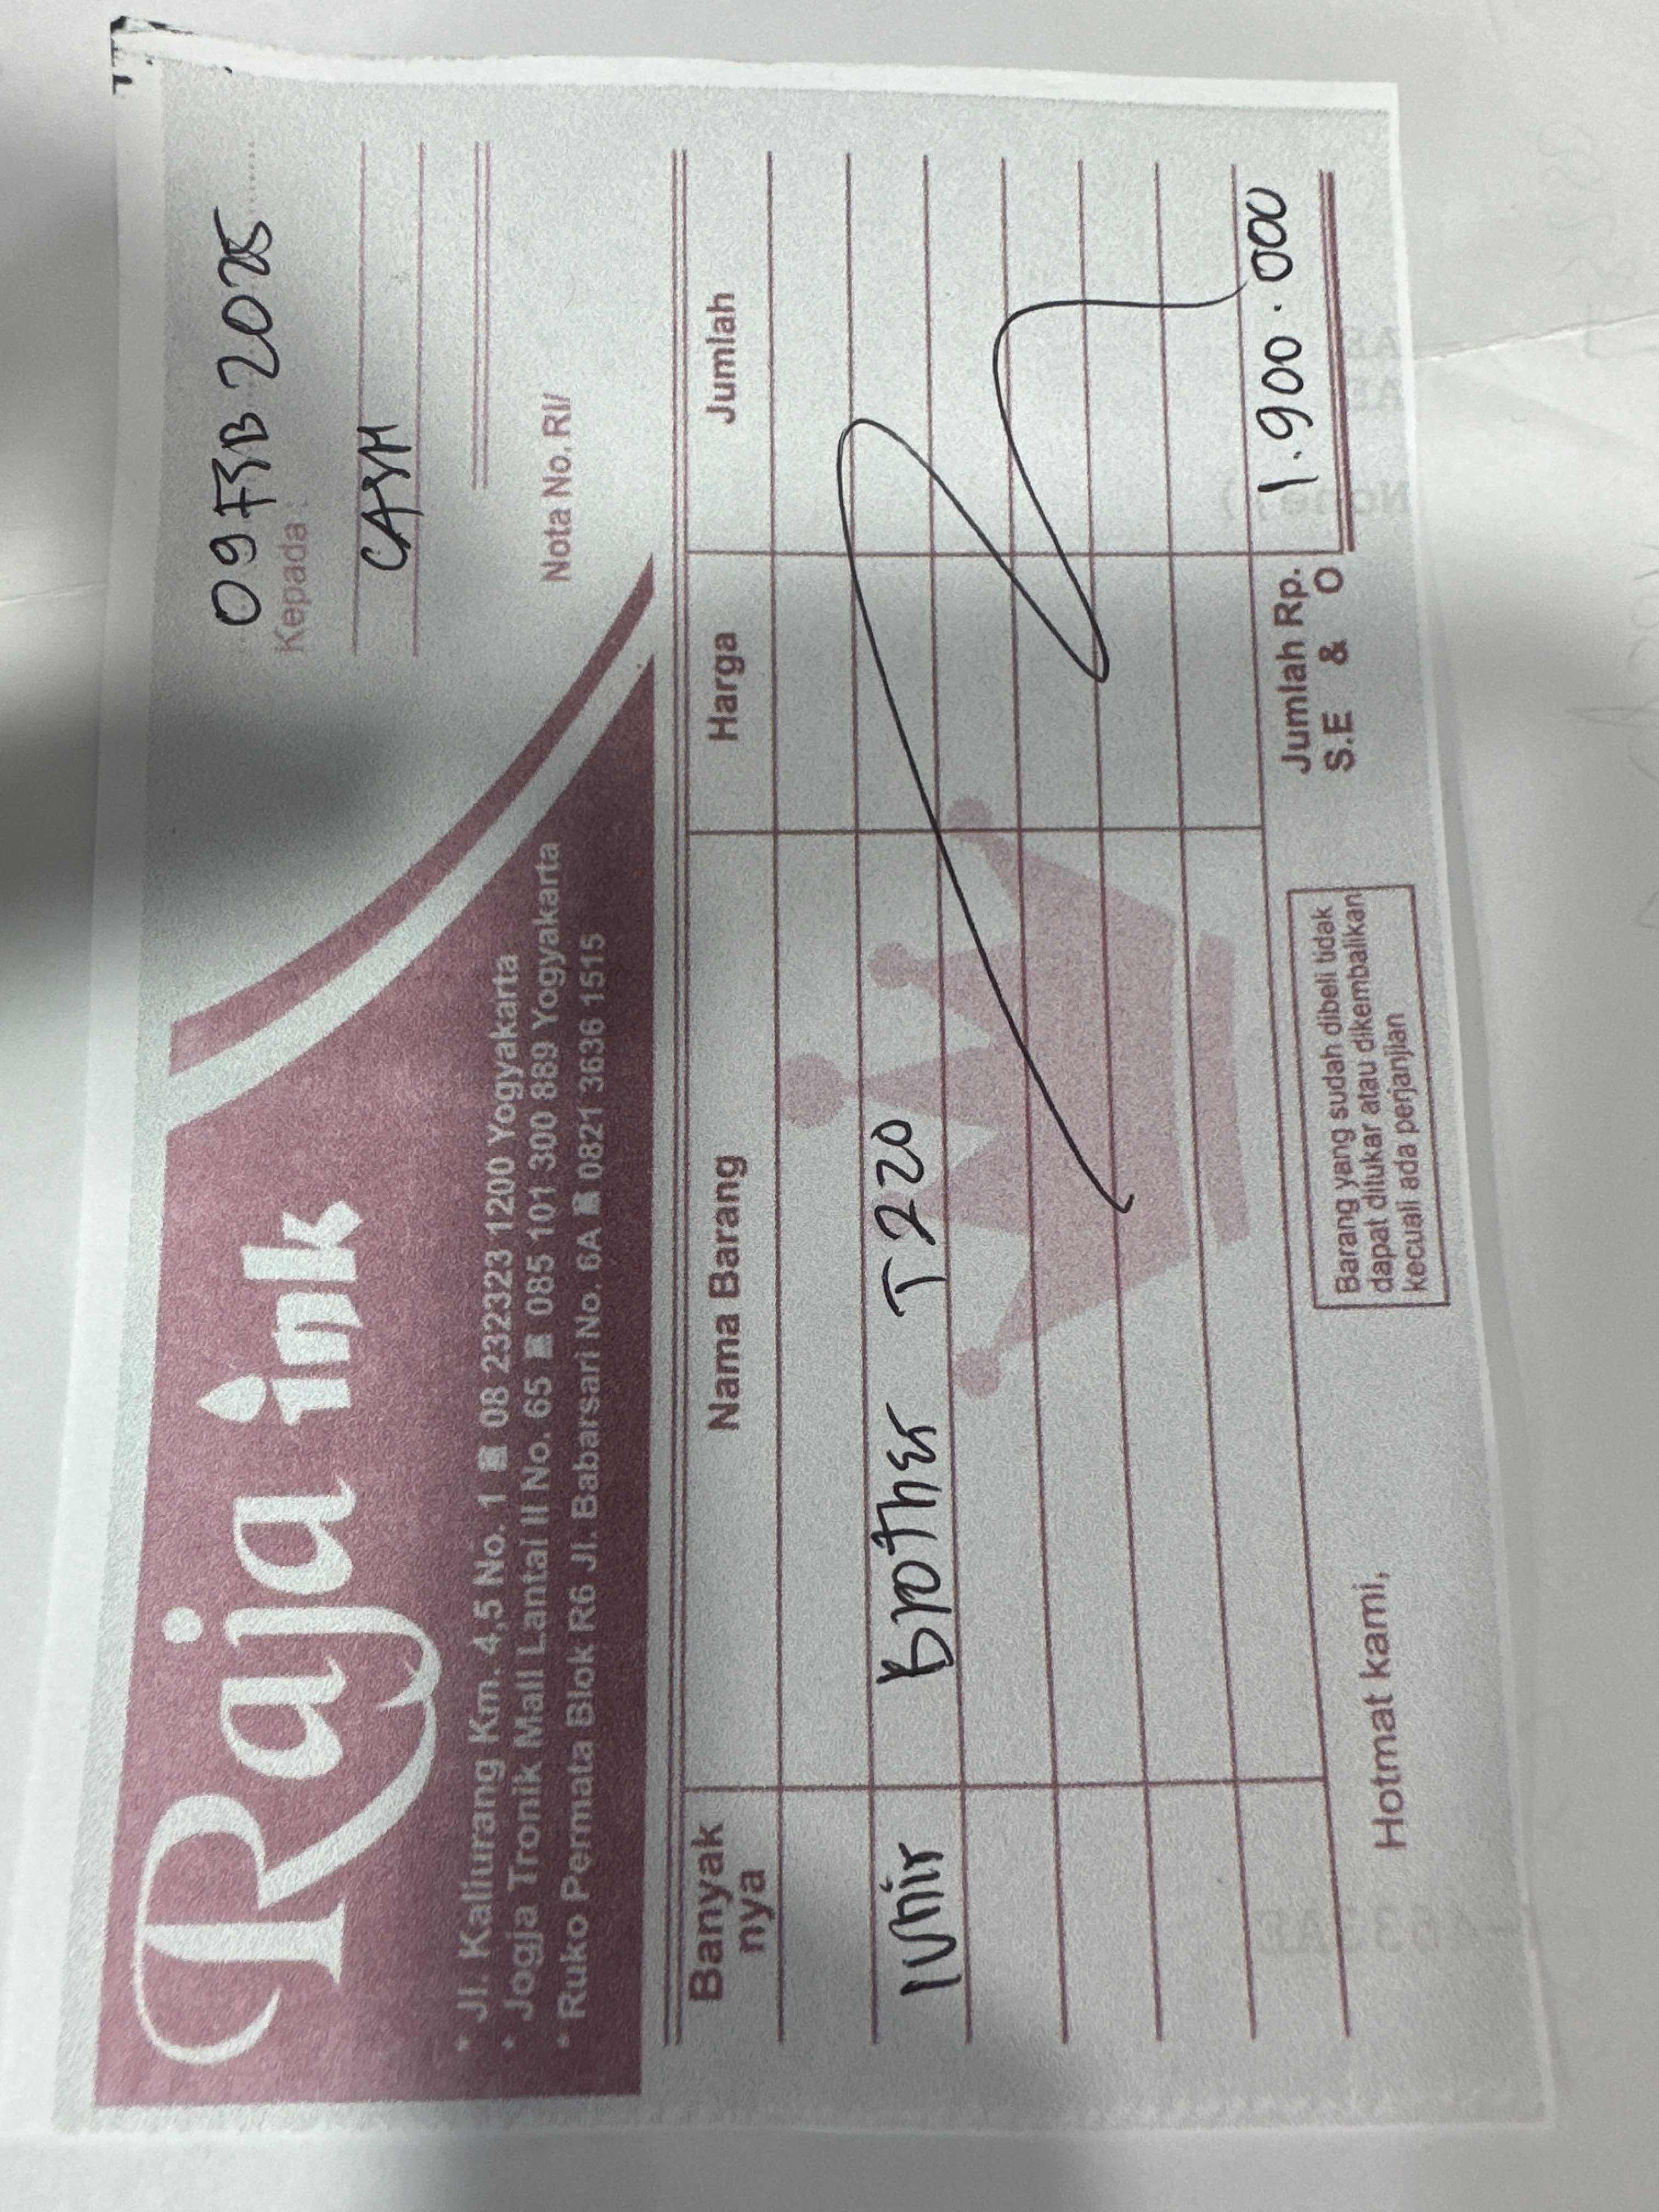 Raja ink
* Jl. Kaliurang Km. 4,5 No. 1 08 232323 1200 Yogyakarta
* Jogja Tronik Mall Lantai II No. 65 085 101 300 889 Yogyakarta
* Ruko Permata Blok R6 Jl. Babarsari No. 6A 0821 3636 1515
09 FEB 2025
Kepada :
CASH
Nota No. RI/
Banyak nya Nama Barang Harga Jumlah
1 Unit Brother T220
Jumlah Rp. 1.900.000
S.E & O
Barang yang sudah dibeli tidak
dapat ditukar atau dikembalikan
kecuali ada perjanjian
Hotmat kami,